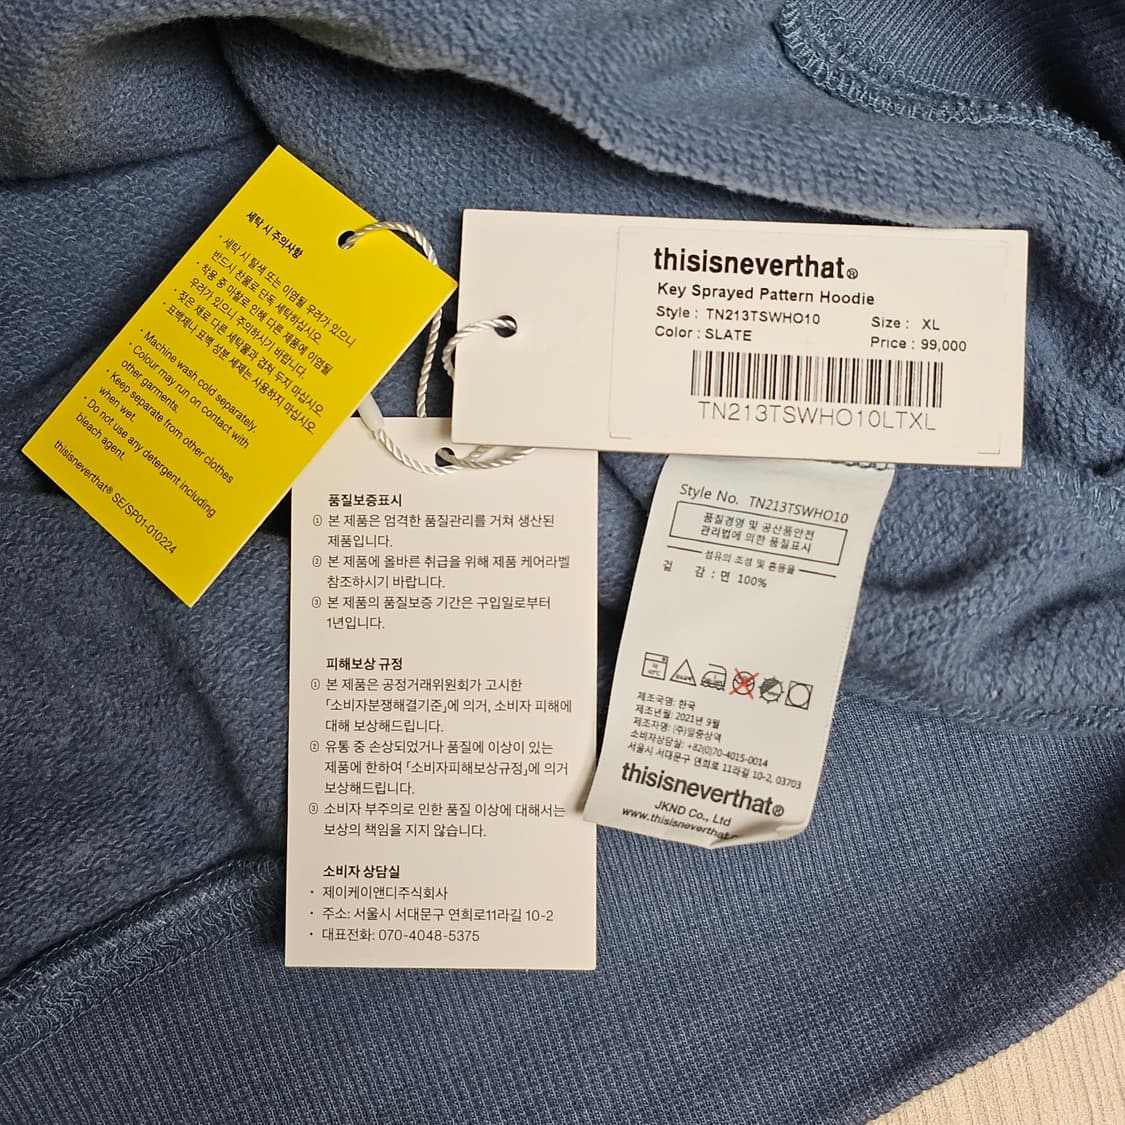 세탁 시 주의사항
· 세탁 시 탈색 또는 이염될 우려가 있으니
반드시 찬물로 단독 세탁하십시오.
· 착용 중 마찰로 인해 다른 제품에 이염될
우려가 있으니 주의하시기 바랍니다.
· 젖은 채로 다른 세탁물과 겹쳐 두지 마십시오.
· 표백제나 표백 성분 세제는 사용하지 마십시오.
· Machine wash cold separately.
· Colour may run on contact with
other garments.
· Keep separate from other clothes
when wet.
· Do not use any detergent including
bleach agent.
thisisneverthat® SE/SP01-010224
thisisneverthat®
Key Sprayed Pattern Hoodie
Style : TN213TSWHO10
Size : XL
Color : SLATE
Price : 99,000
TN213TSWHO10LTXL
품질보증표시
① 본 제품은 엄격한 품질관리를 거쳐 생산된
제품입니다.
② 본 제품에 올바른 취급을 위해 제품 케어라벨
참조하시기 바랍니다.
③ 본 제품의 품질보증 기간은 구입일로부터
1년입니다.
피해보상 규정
① 본 제품은 공정거래위원회가 고시한
「소비자분쟁해결기준」에 의거, 소비자 피해에
대해 보상해드립니다.
② 유통 중 손상되었거나 품질에 이상이 있는
제품에 한하여 「소비자피해보상규정」에 의거
보상해드립니다.
③ 소비자 부주의로 인한 품질 이상에 대해서는
보상의 책임을 지지 않습니다.
소비자 상담실
· 제이케이앤디주식회사
· 주소: 서울시 서대문구 연희로11라길 10-2
· 대표전화: 070-4048-5375
Style No. TN213TSWHO10
품질경영 및 공산품안전
관리법에 의한 품질표시
섬유의 조성 및 혼용율
겉 감 : 면 100%
제조국명: 한국
제조년월: 2021년 9월
제조자명: (주)일중상역
소비자상담실: +82(0)70-4015-0014
서울시 서대문구 연희로 11라길 10-2, 03703
thisisneverthat®
JKND Co., Ltd
www.thisisneverthat.c